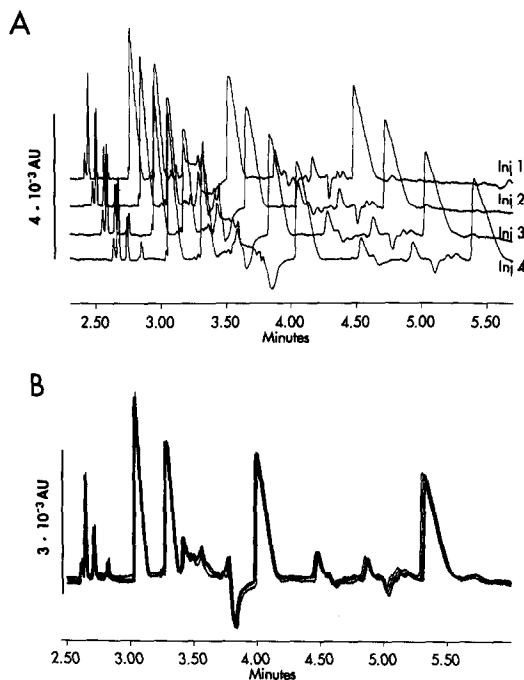 A
4 · 10⁻³ AU
Inj 1
Inj 2
Inj 3
Inj 4
2.50 3.00 3.50 4.00 4.50 5.00 5.50
Minutes
B
3 · 10⁻³ AU
2.50 3.00 3.50 4.00 4.50 5.00 5.50
Minutes